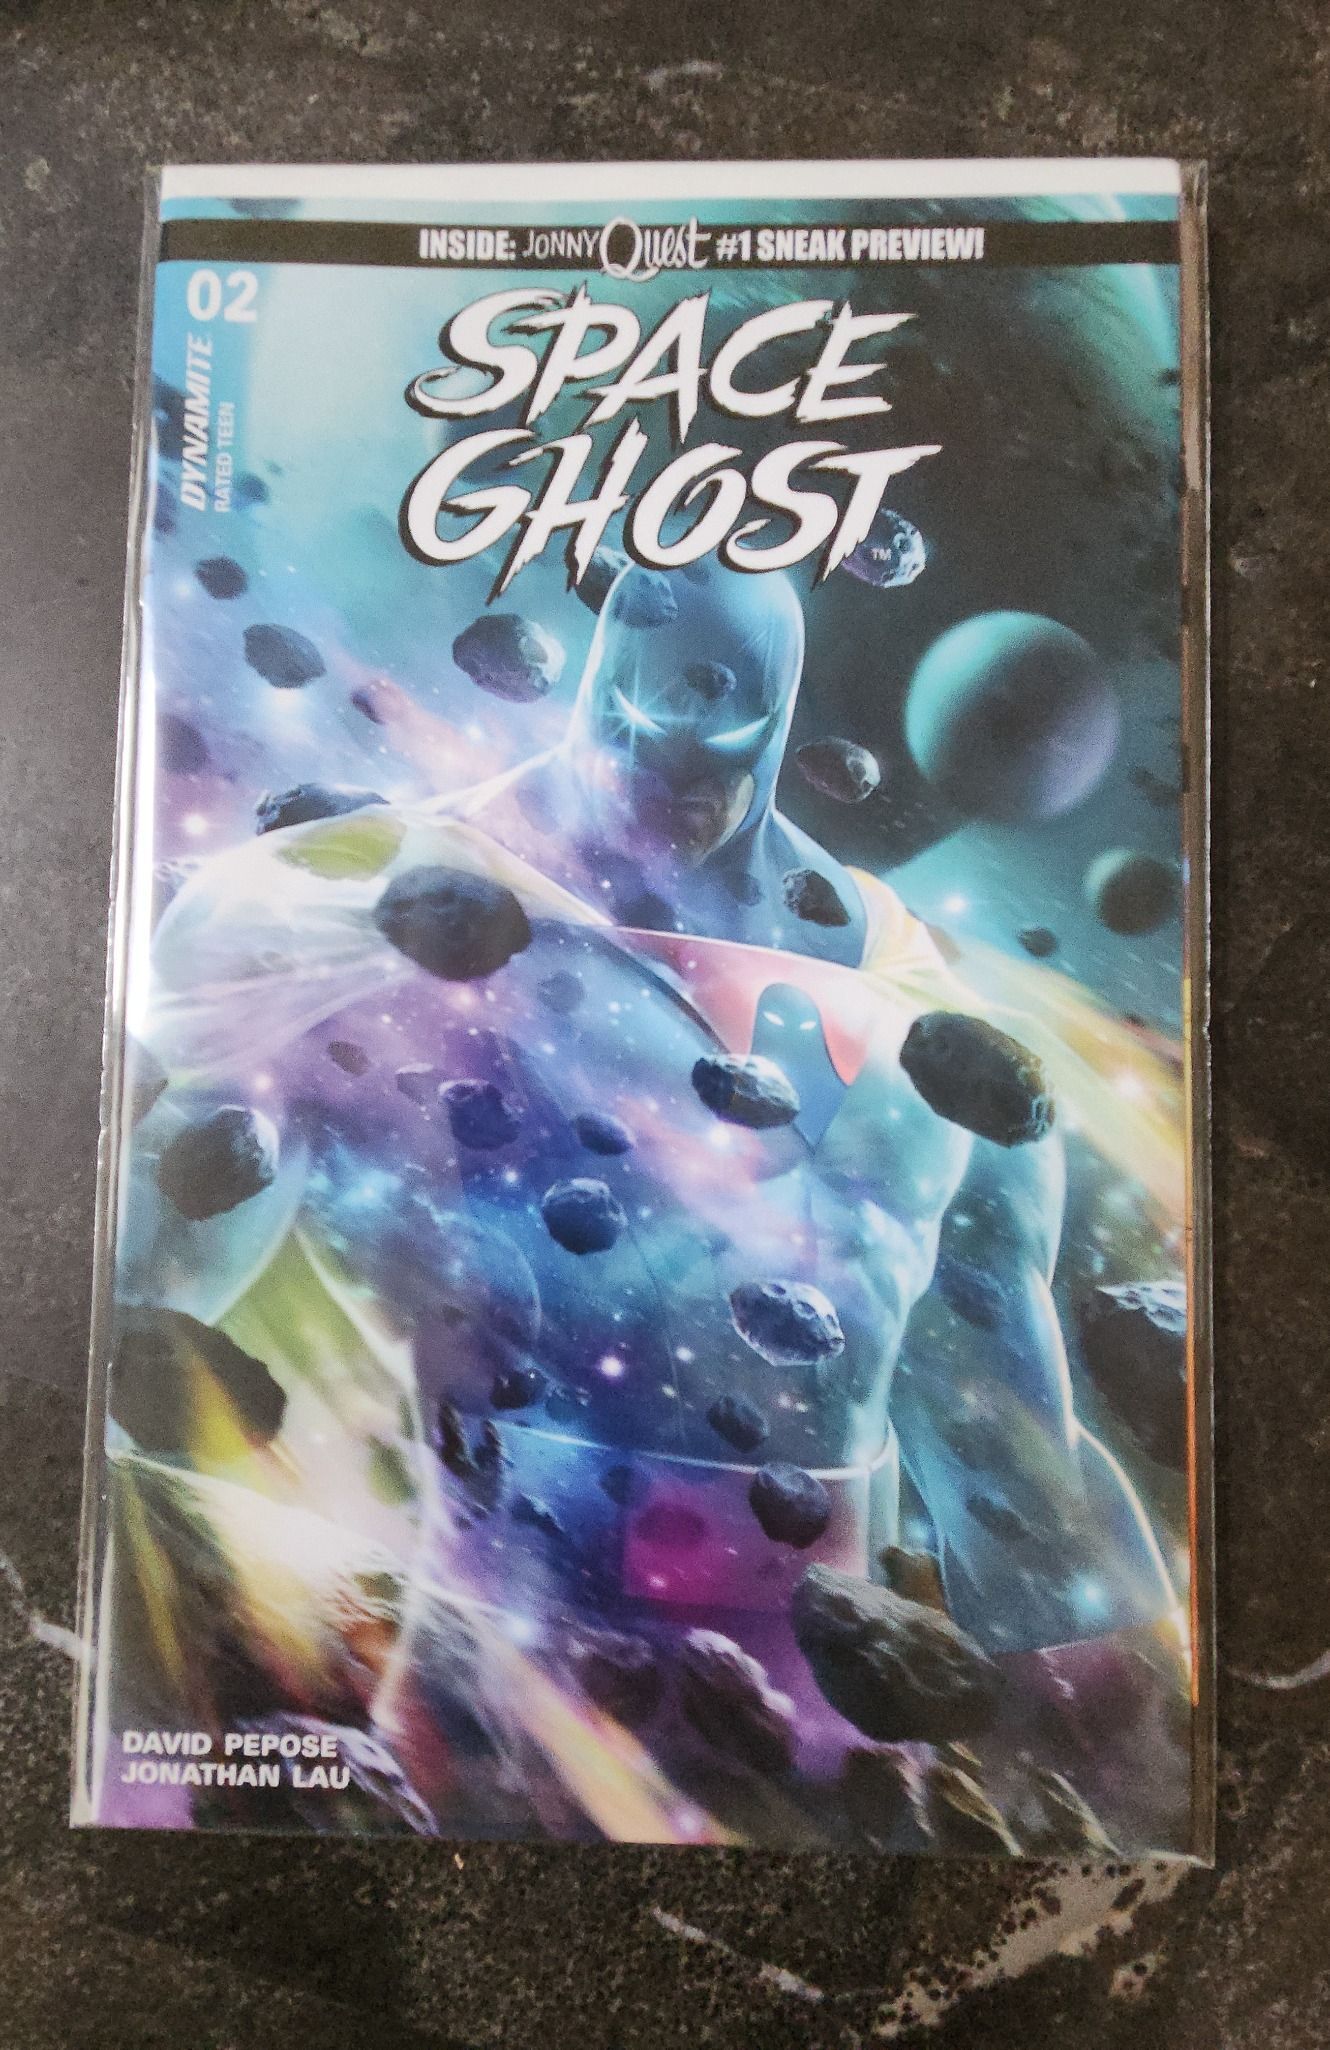 INSIDE: JONNY Quest #1 SNEAK PREVIEW!
02
DYNAMITE
RATED TEEN
SPACE
GHOST
TM
DAVID PEPOSE
JONATHAN LAU